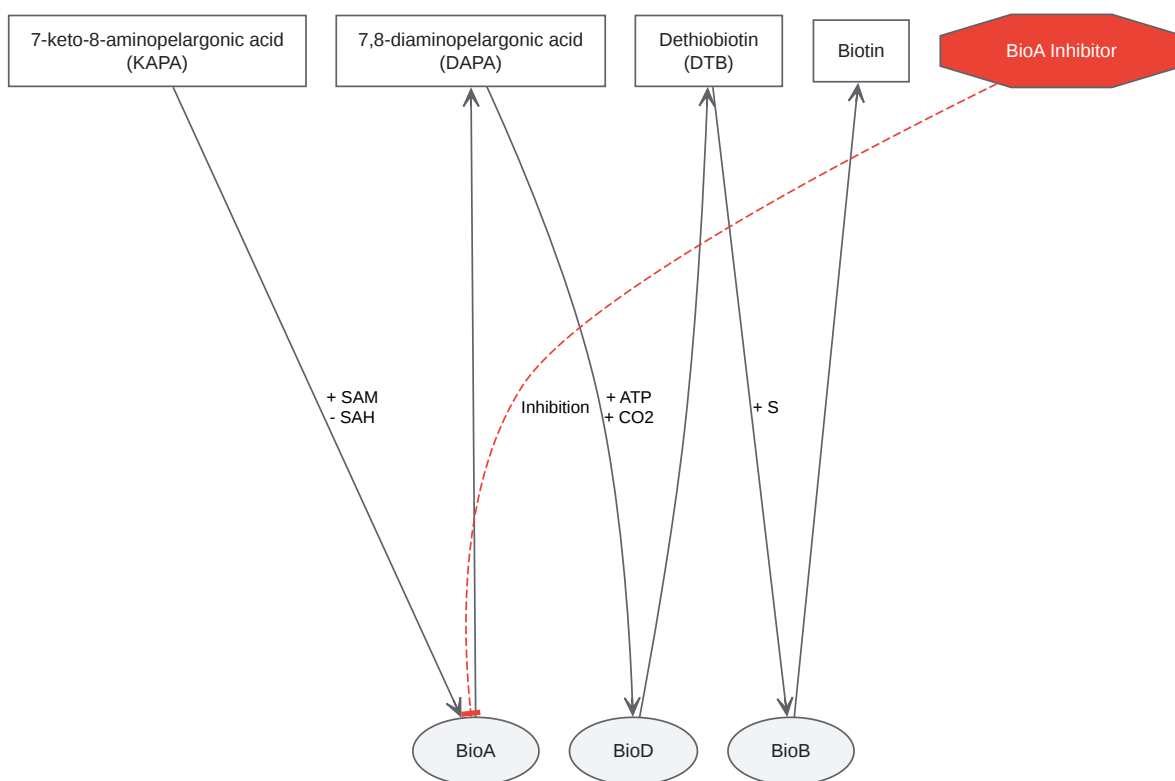 7-keto-8-aminopelargonic acid
(KAPA)
7,8-diaminopelargonic acid
(DAPA)
Dethiobiotin
(DTB)
Biotin
BioA Inhibitor
+ SAM
- SAH
Inhibition
+ ATP
+ CO2
+ S
BioA
BioD
BioB